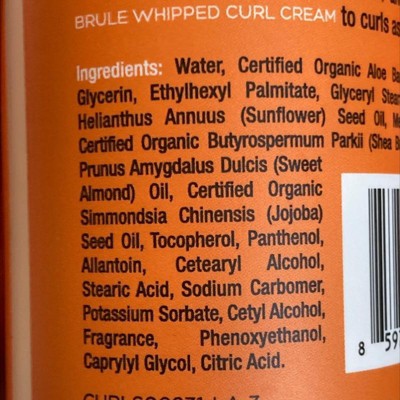 BRULE WHIPPED CURL CREAM to curls as
Ingredients: Water, Certified Organic Aloe
Glycerin, Ethylhexyl Palmitate, Glyceryl
Helianthus Annuus (Sunflower) Seed Oil,
Certified Organic Butyrospermum Parkii (Shea
Prunus Amygdalus Dulcis (Sweet
Almond) Oil, Certified Organic
Simmondsia Chinensis (Jojoba)
Seed Oil, Tocopherol, Panthenol,
Allantoin, Cetearyl Alcohol,
Stearic Acid, Sodium Carbomer,
Potassium Sorbate, Cetyl Alcohol,
Fragrance, Phenoxyethanol,
Caprylyl Glycol, Citric Acid.
8 597